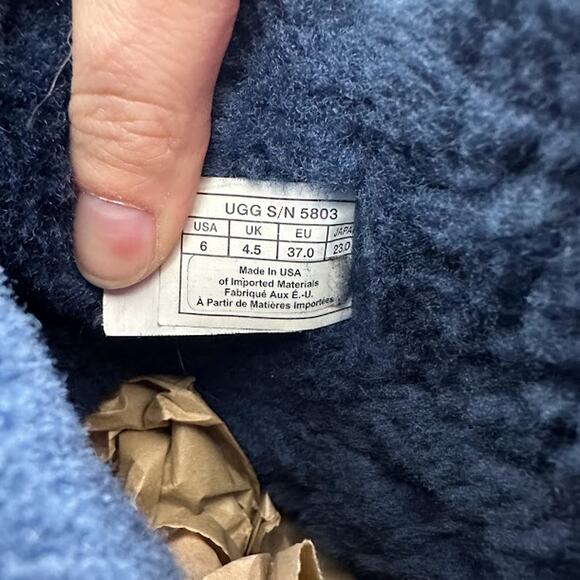 UGG S/N 5803
USA UK EU JAPA
6 4.5 37.0 23.0
Made In USA
of Imported Materials
Fabriqué Aux É.-U.
À Partir de Matières Importées